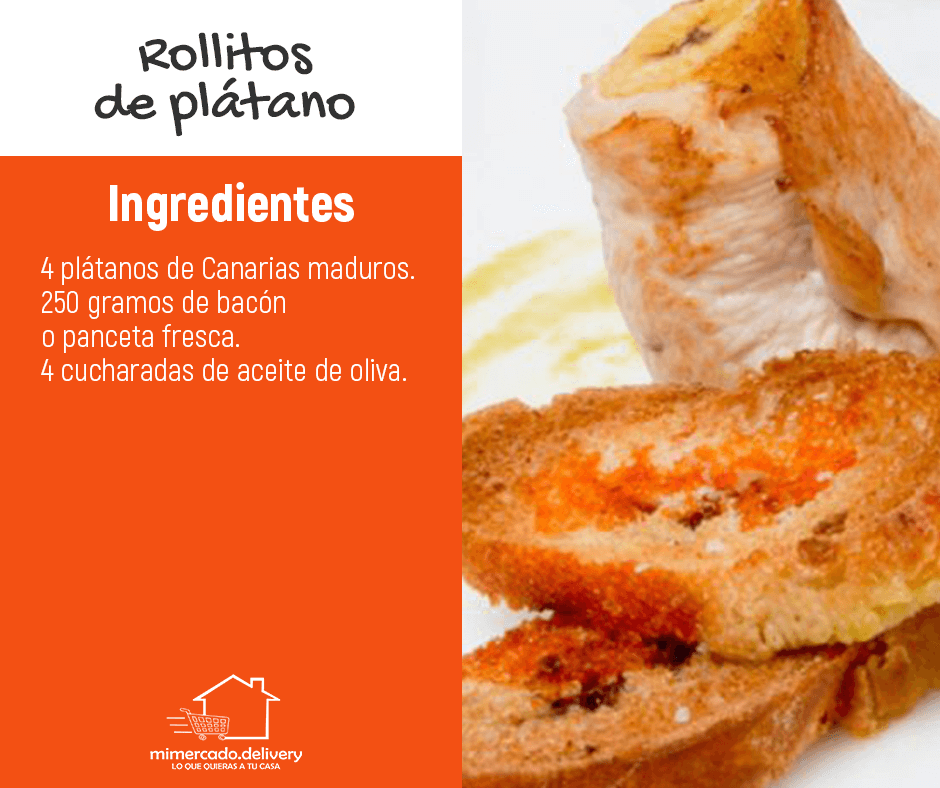 Rollitos
de plátano
Ingredientes
4 plátanos de Canarias maduros.
250 gramos de bacón
o panceta fresca.
4 cucharadas de aceite de oliva.
mimercado.delivery
LO QUE QUIERAS A TU CASA